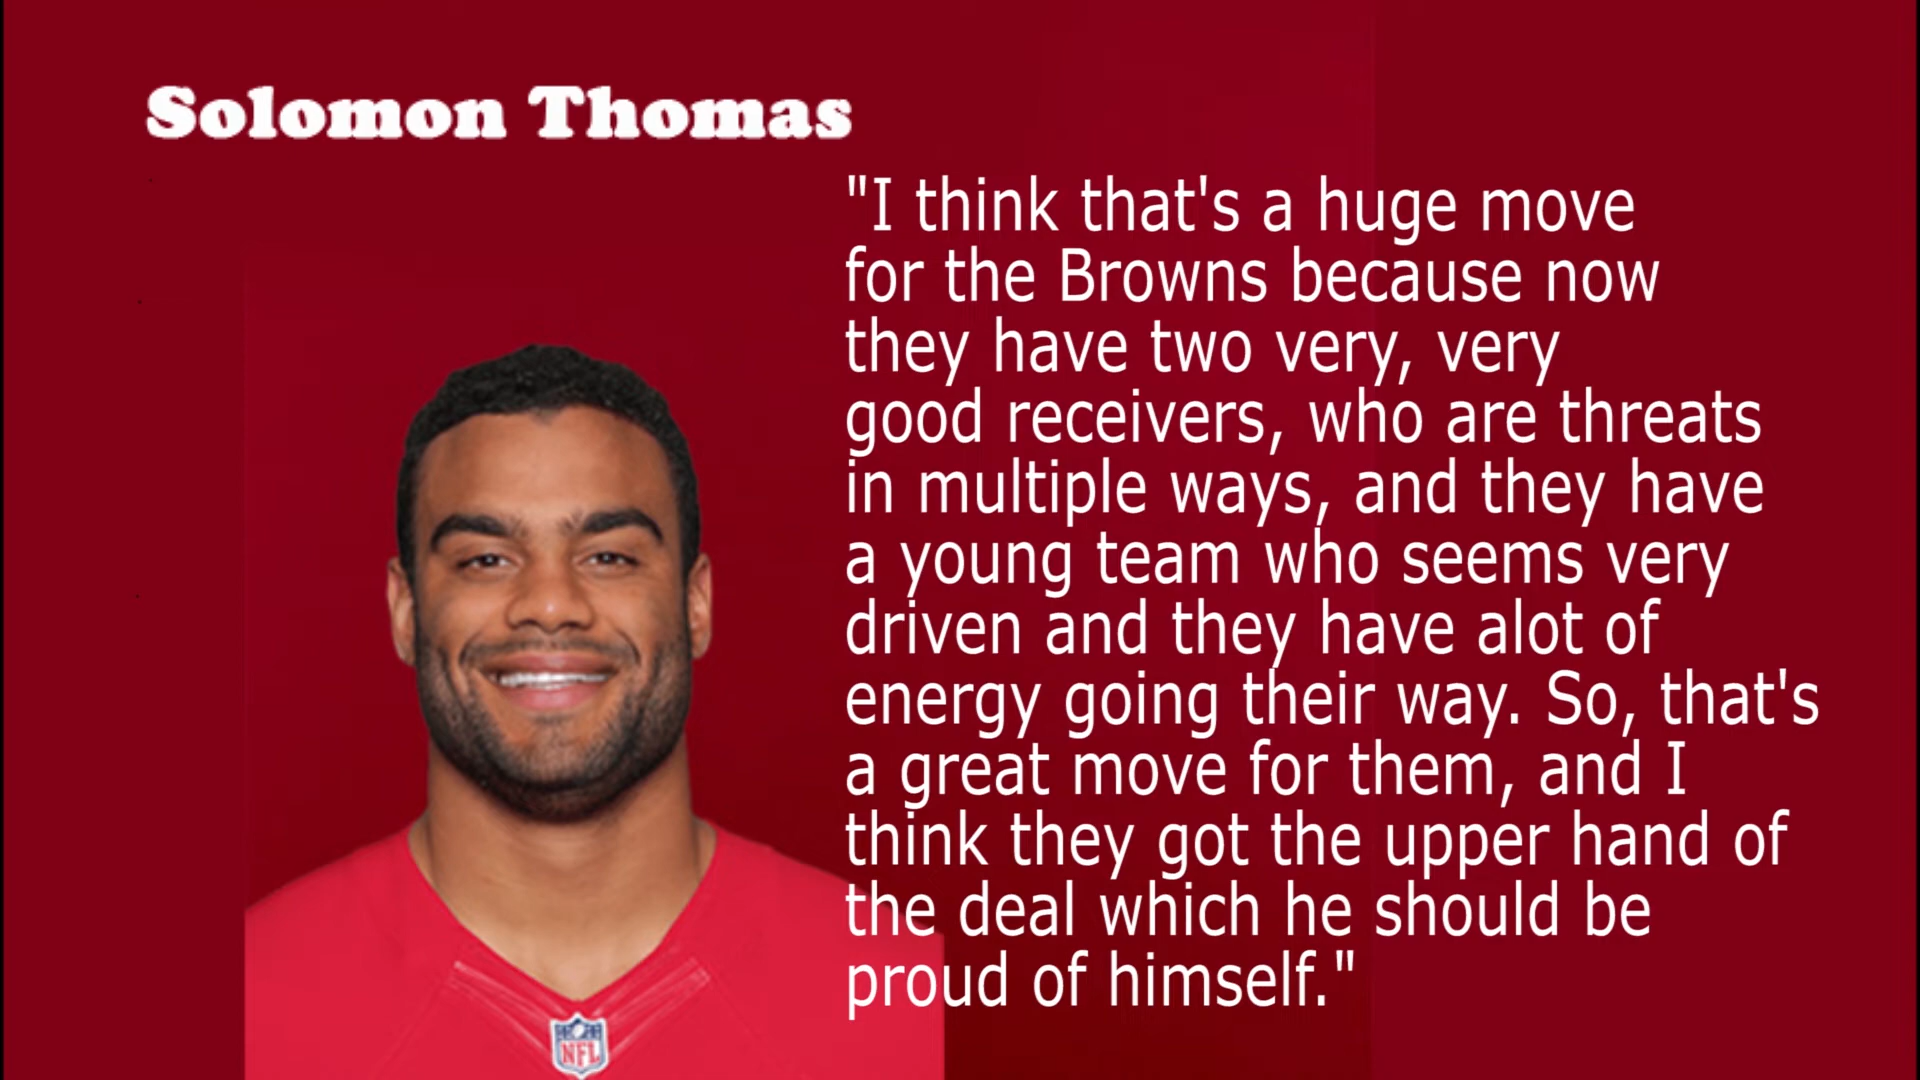 Solomon Thomas
"I think that's a huge move
for the Browns because now
they have two very, very
good receivers, who are threats
in multiple ways, and they have
a young team who seems very
driven and they have alot of
energy going their way. So, that's
a great move for them, and I
think they got the upper hand of
the deal which he should be
proud of himself."
NFL